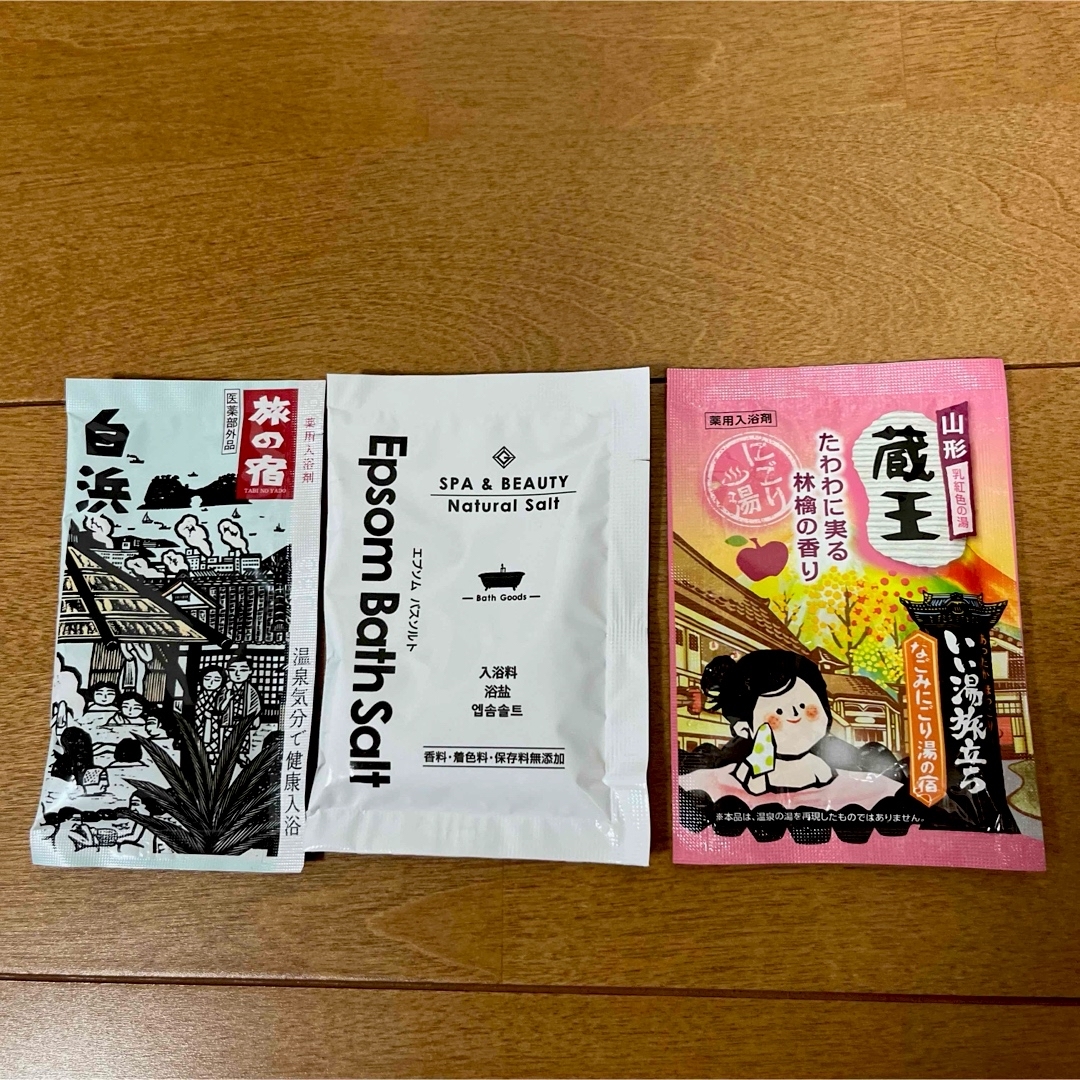 白浜
医薬部外品
旅の宿
TABI NO YADO
薬用入浴剤
温泉気分で健康入浴
Epsom Bath Salt
エプソム バスソルト
SPA & BEAUTY
Natural Salt
Bath Goods
入浴料
浴塩
엡솜솔트
香料・着色料・保存料無添加
薬用入浴剤
にごり湯
たわわに実る
林檎の香り
山形
乳紅色の湯
蔵王
いい湯旅立ち
なごみにごり湯の宿
※本品は、温泉の湯を再現したものではありません。